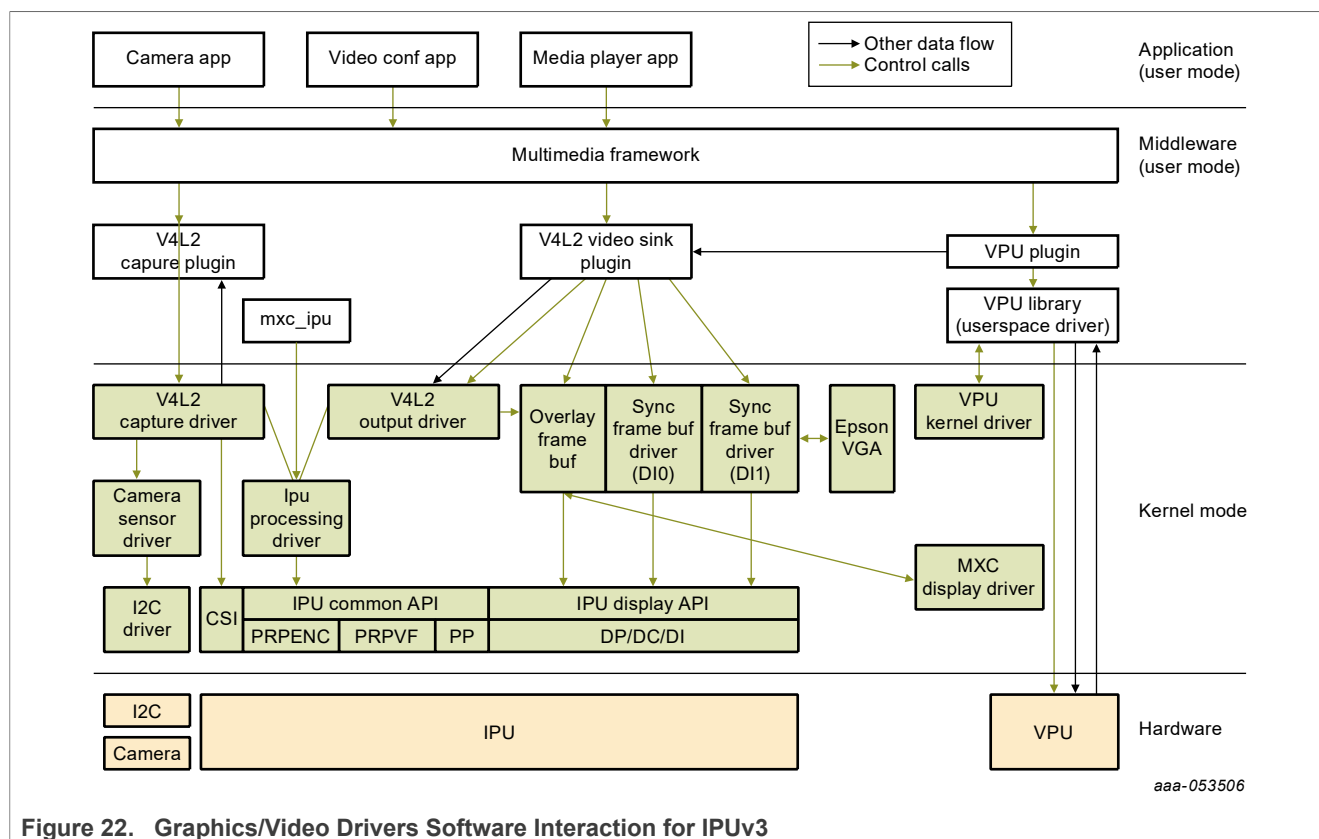 Camera app
Video conf app
Media player app
Other data flow
Control calls
Application
(user mode)
Multimedia framework
Middleware
(user mode)
V4L2
capure plugin
V4L2 video sink
plugin
VPU plugin
mxc_ipu
VPU library
(userspace driver)
V4L2
capture driver
V4L2
output driver
Overlay
frame
buf
Sync
frame buf
driver
(DI0)
Sync
frame buf
driver
(DI1)
Epson
VGA
VPU
kernel driver
Camera
sensor
driver
Ipu
processing
driver
Kernel mode
MXC
display driver
I2C
driver
CSI
IPU common API
IPU display API
PRPENC
PRPVF
PP
DP/DC/DI
I2C
Camera
IPU
VPU
Hardware
aaa-053506
Figure 22. Graphics/Video Drivers Software Interaction for IPUv3